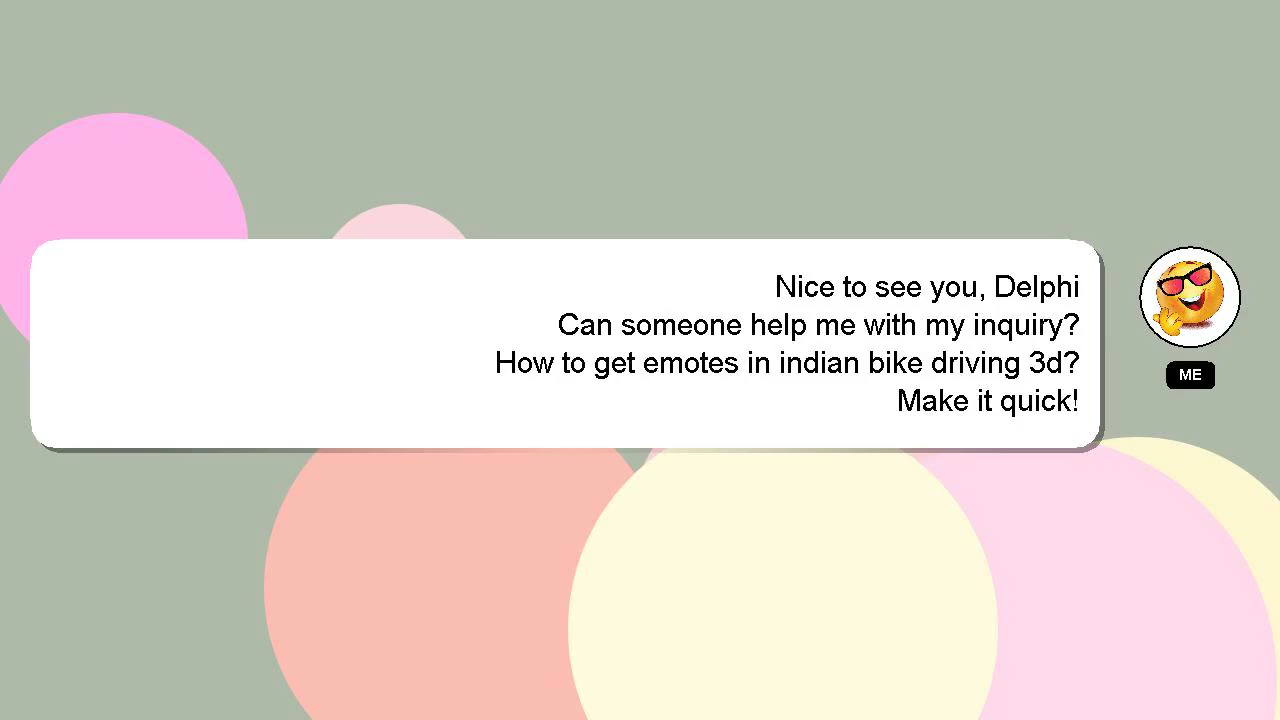 Nice to see you, Delphi
Can someone help me with my inquiry?
How to get emotes in indian bike driving 3d?
Make it quick!
ME